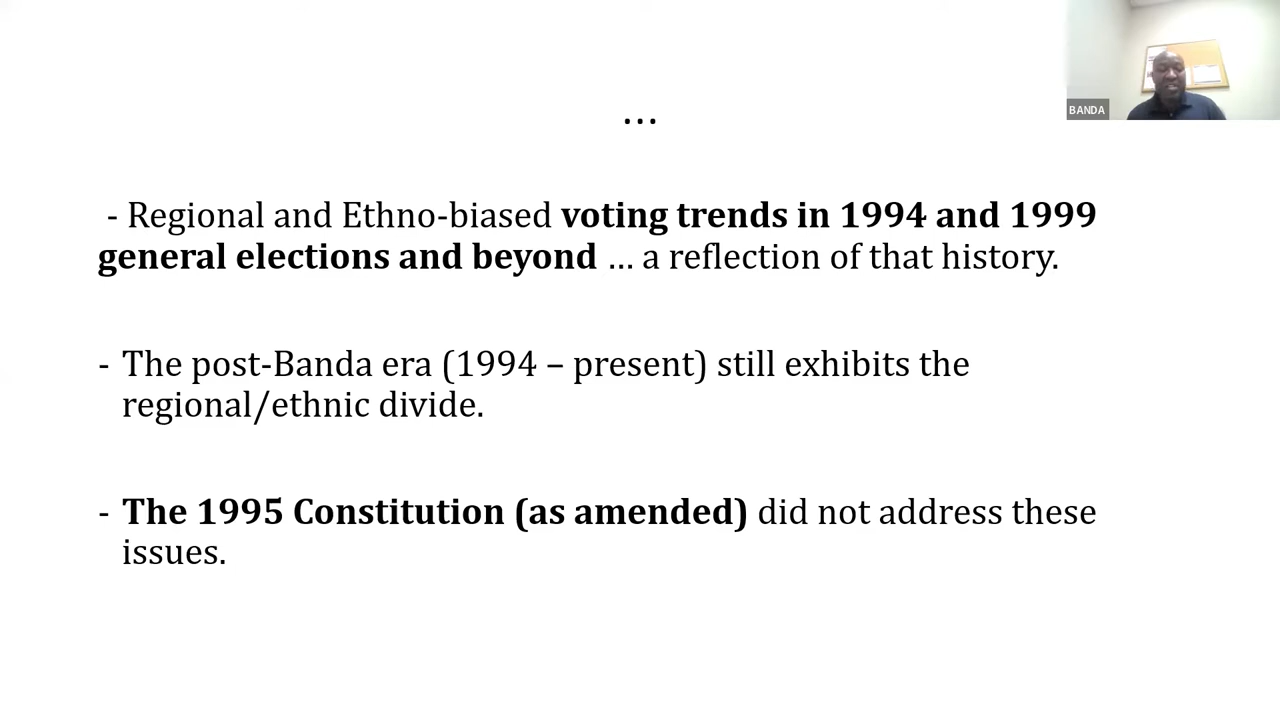 BANDA
…
- Regional and Ethno-biased voting trends in 1994 and 1999
general elections and beyond … a reflection of that history.
- The post-Banda era (1994 – present) still exhibits the
regional/ethnic divide.
- The 1995 Constitution (as amended) did not address these
issues.